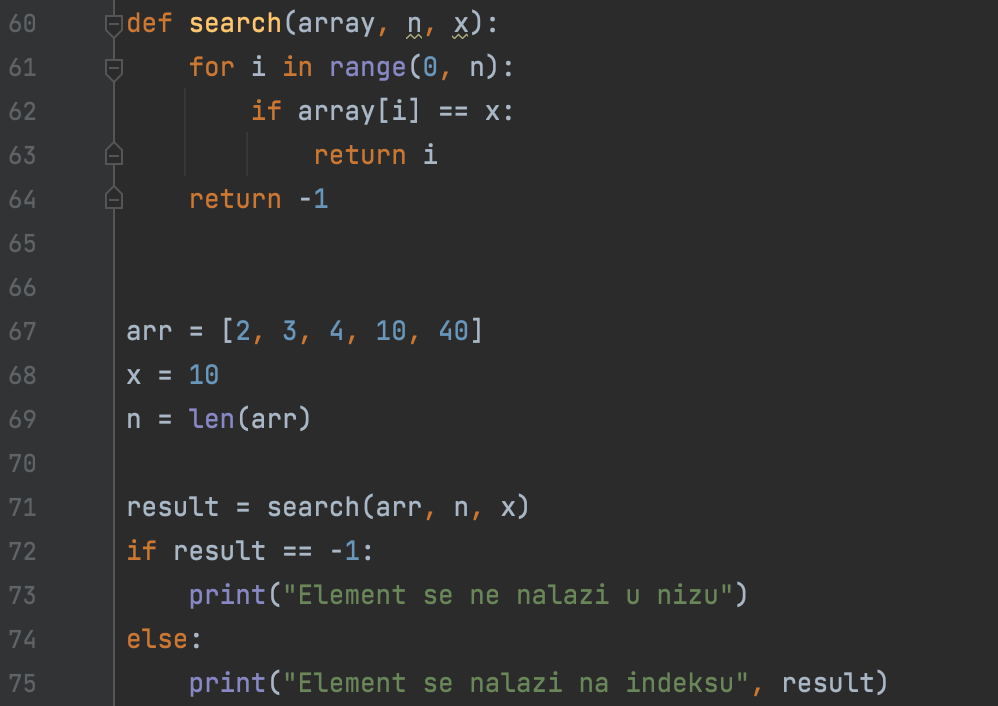 60 def search(array, n, x):
61     for i in range(0, n):
62         if array[i] == x:
63             return i
64     return -1
65
66
67 arr = [2, 3, 4, 10, 40]
68 x = 10
69 n = len(arr)
70
71 result = search(arr, n, x)
72 if result == -1:
73     print("Element se ne nalazi u nizu")
74 else:
75     print("Element se nalazi na indeksu", result)